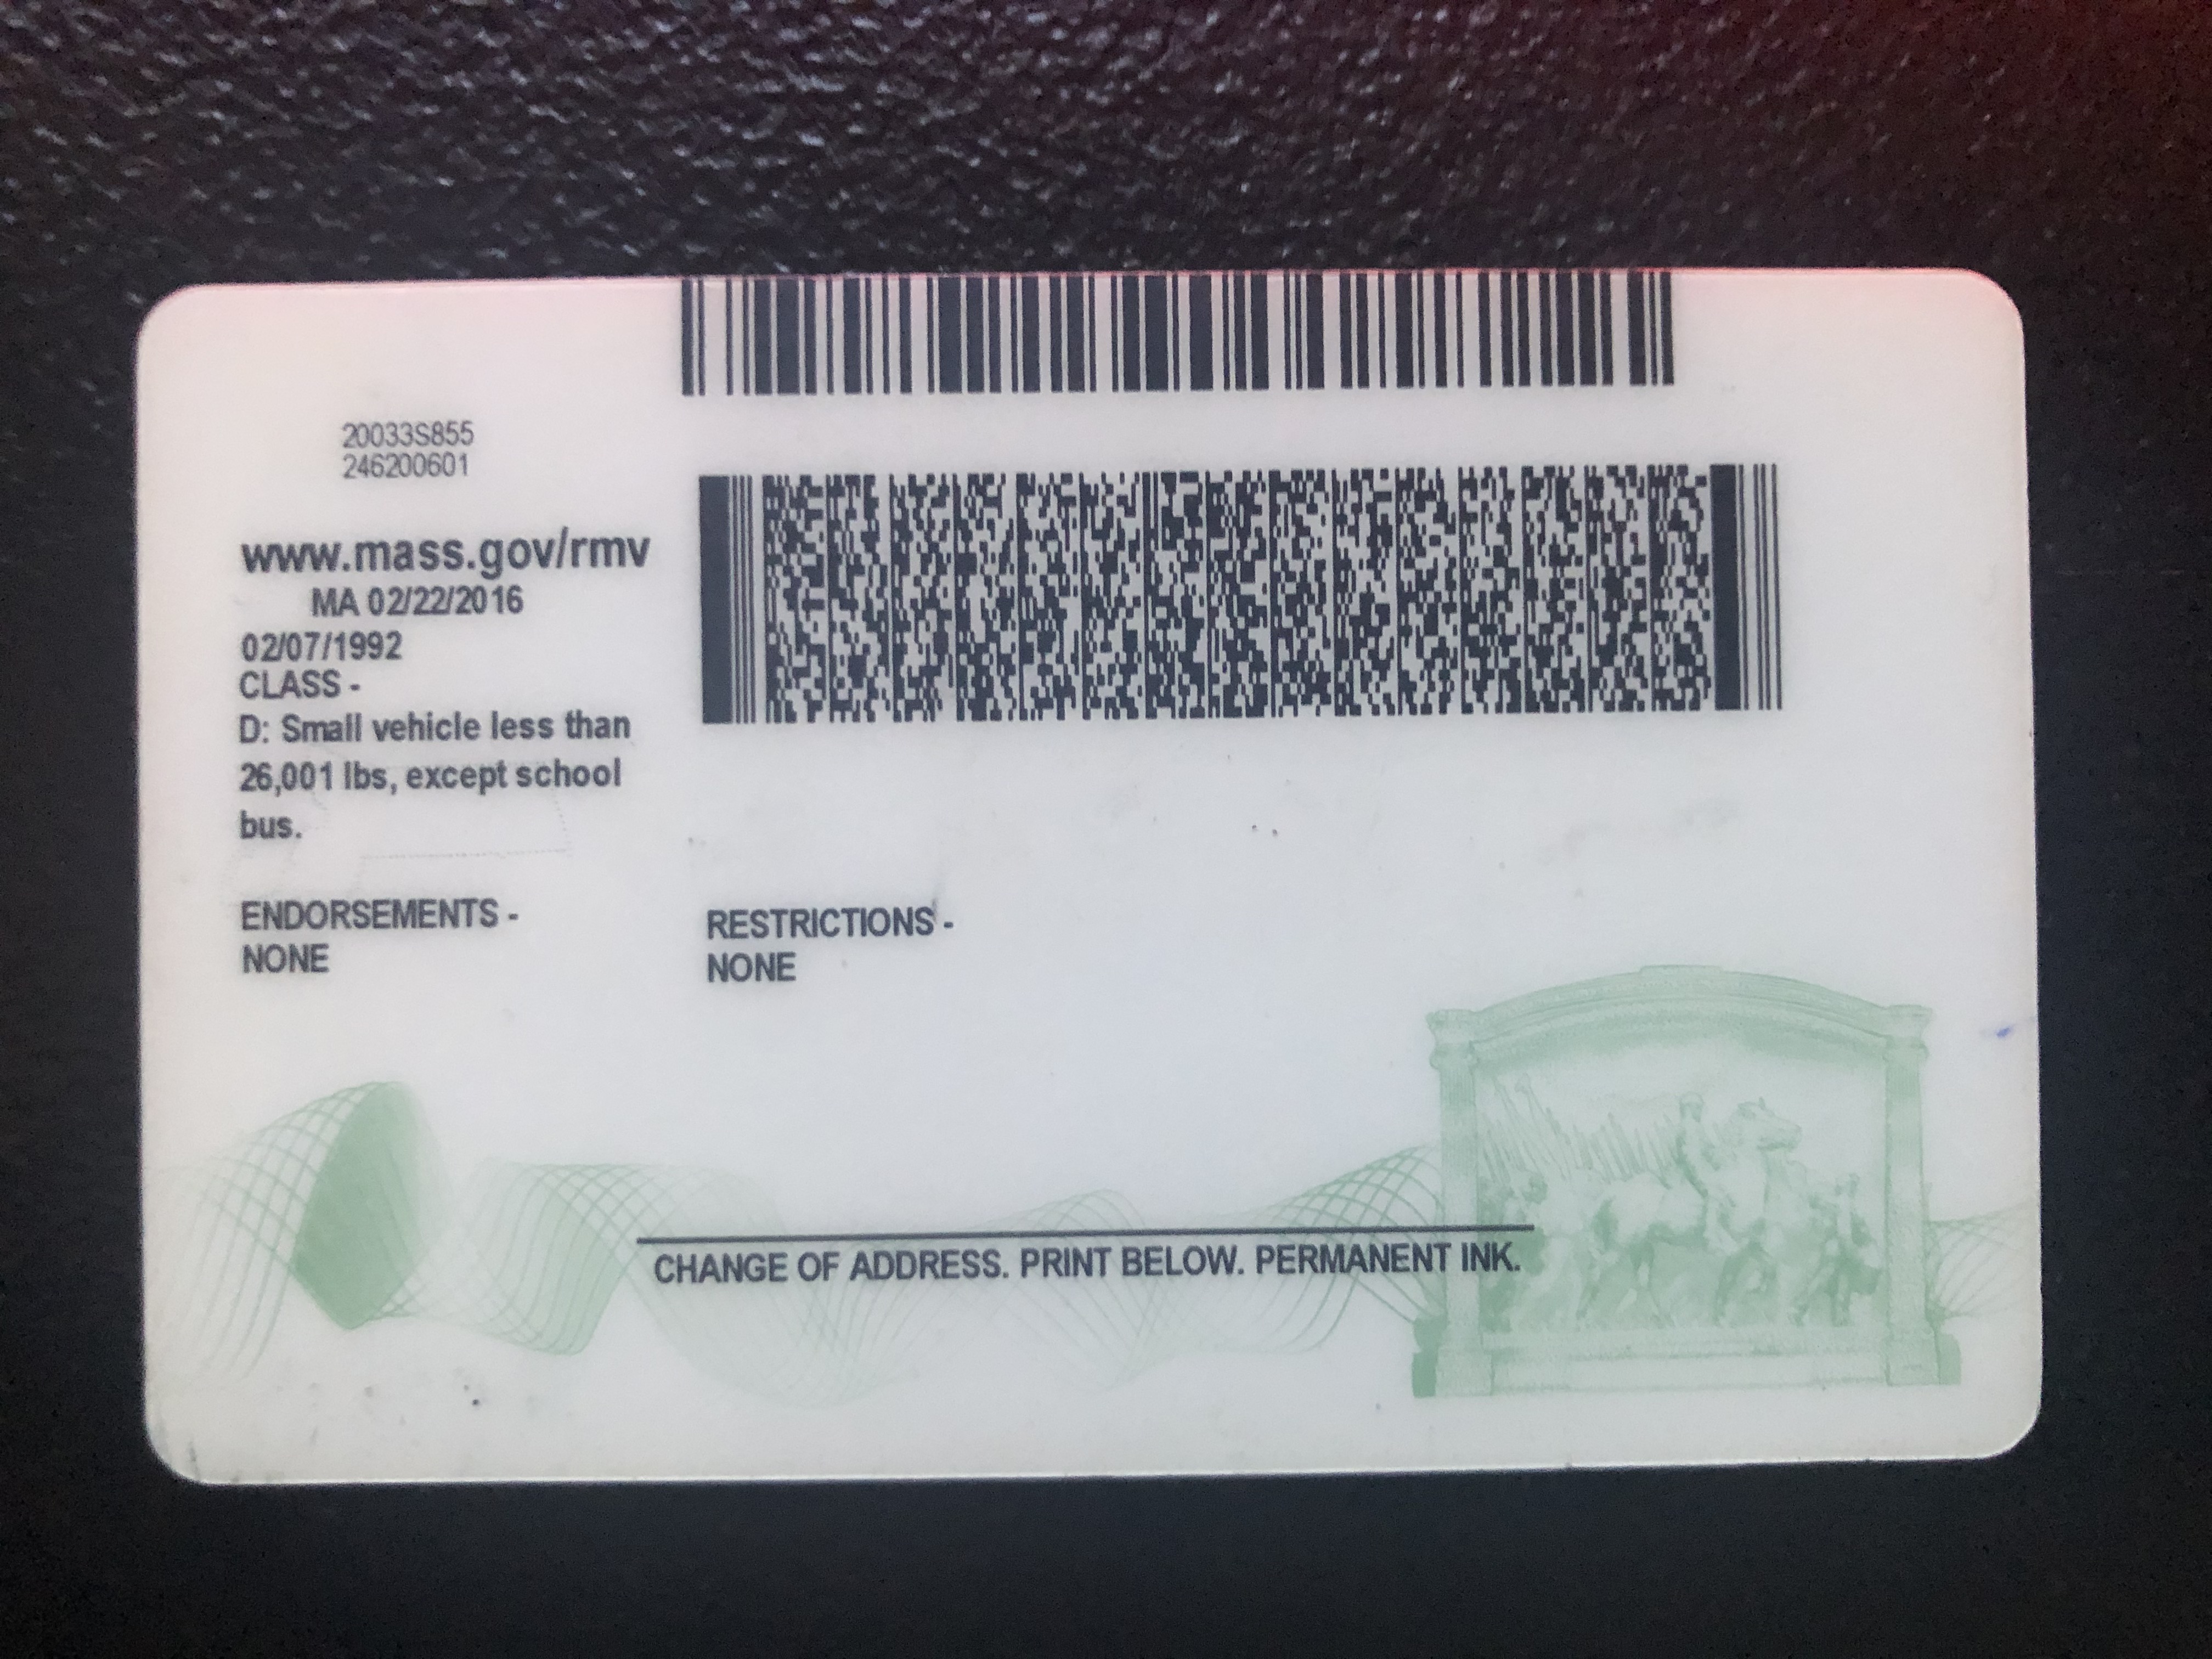 20033S855
246200601
www.mass.gov/rmv
MA 02/22/2016
02/07/1992
CLASS -
D: Small vehicle less than
26,001 lbs, except school
bus.
ENDORSEMENTS -
NONE
RESTRICTIONS -
NONE
CHANGE OF ADDRESS. PRINT BELOW. PERMANENT INK.